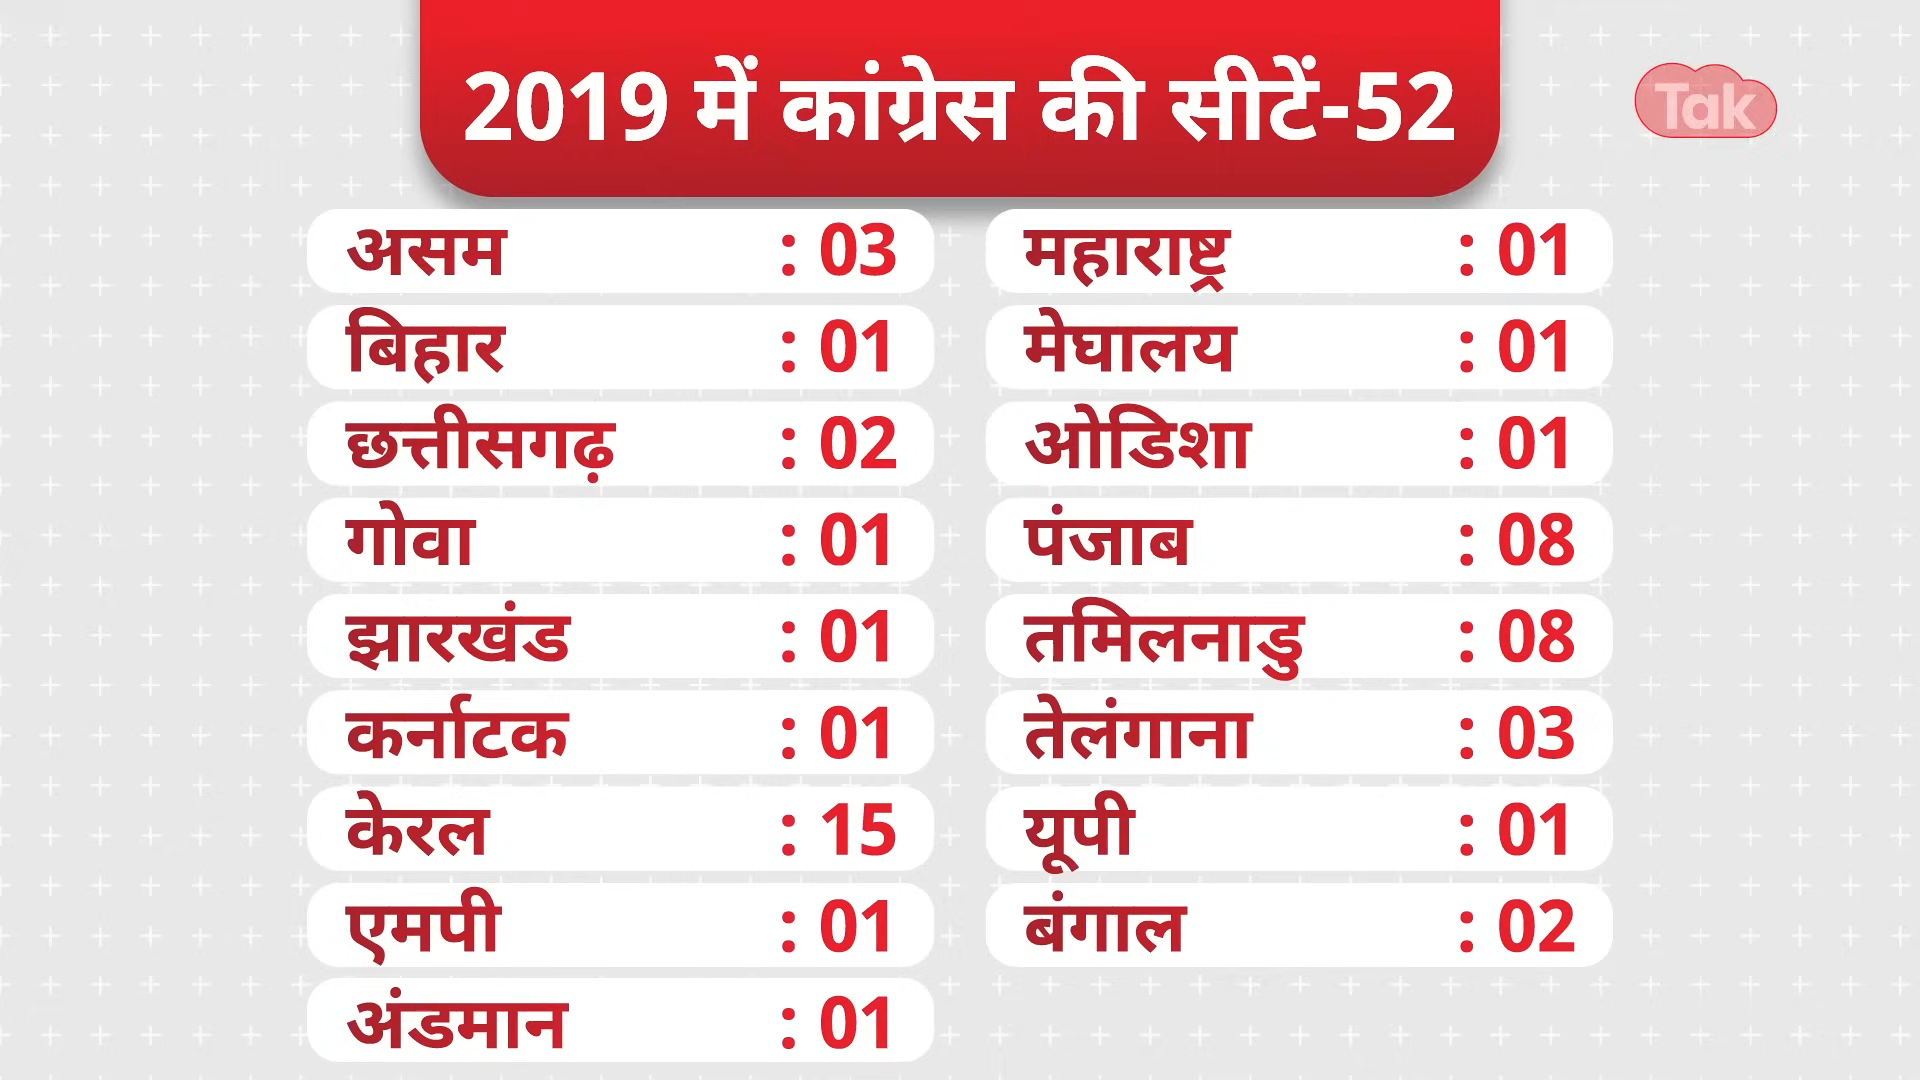 2019 में कांग्रेस की सीटें-52
Tak
असम : 03
बिहार : 01
छत्तीसगढ़ : 02
गोवा : 01
झारखंड : 01
कर्नाटक : 01
केरल : 15
एमपी : 01
अंडमान : 01
महाराष्ट्र : 01
मेघालय : 01
ओडिशा : 01
पंजाब : 08
तमिलनाडु : 08
तेलंगाना : 03
यूपी : 01
बंगाल : 02